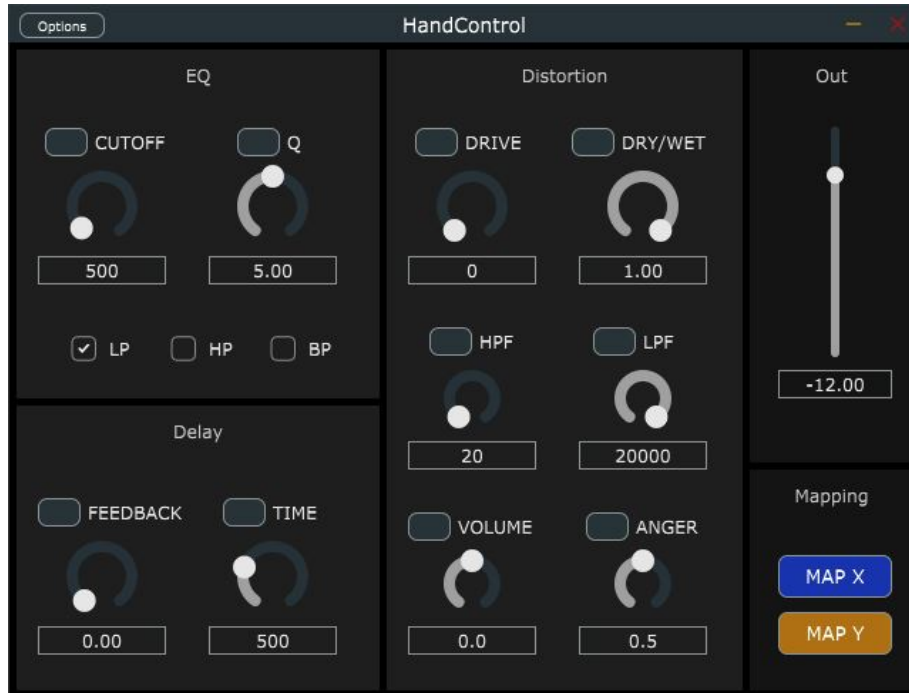 Options
HandControl
EQ
CUTOFF
Q
500
5.00
LP
HP
BP
Delay
FEEDBACK
TIME
0.00
500
Distortion
DRIVE
DRY/WET
0
1.00
HPF
LPF
20
20000
VOLUME
ANGER
0.0
0.5
Out
-12.00
Mapping
MAP X
MAP Y